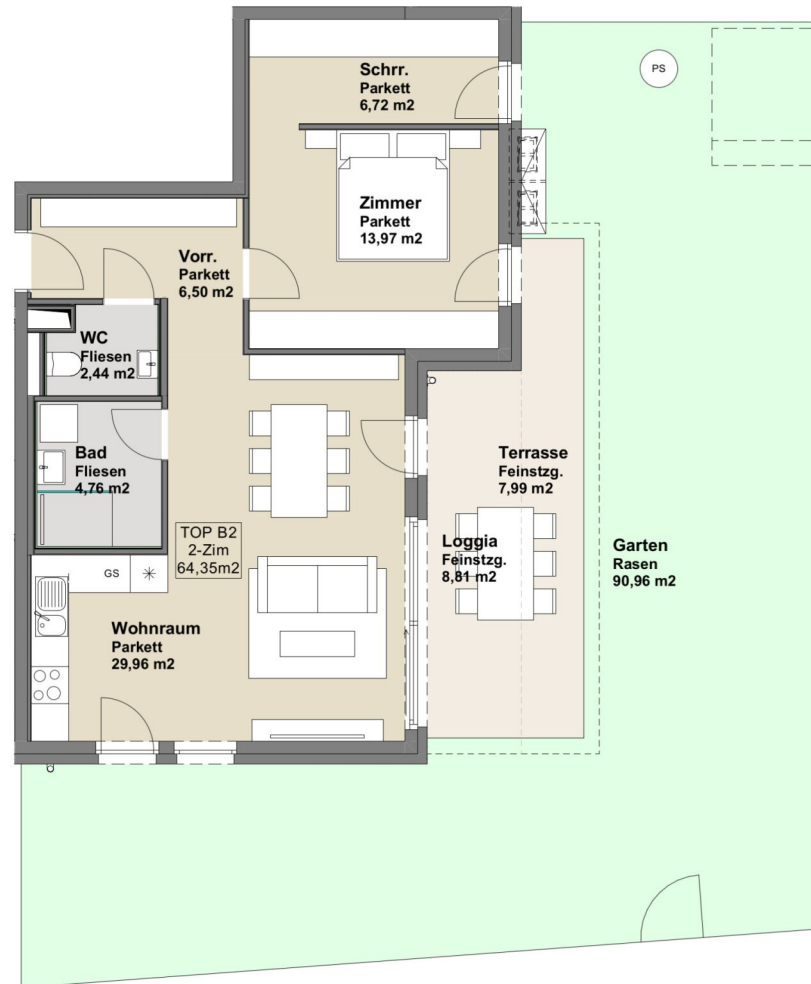 Schrr.
Parkett
6,72 m2
PS
Zimmer
Parkett
13,97 m2
Vorr.
Parkett
6,50 m2
WC
Fliesen
2,44 m2
Bad
Fliesen
4,76 m2
TOP B2
2-Zim
64,35m2
GS
Wohnraum
Parkett
29,96 m2
Terrasse
Feinstzg.
7,99 m2
Loggia
Feinstzg.
8,81 m2
Garten
Rasen
90,96 m2